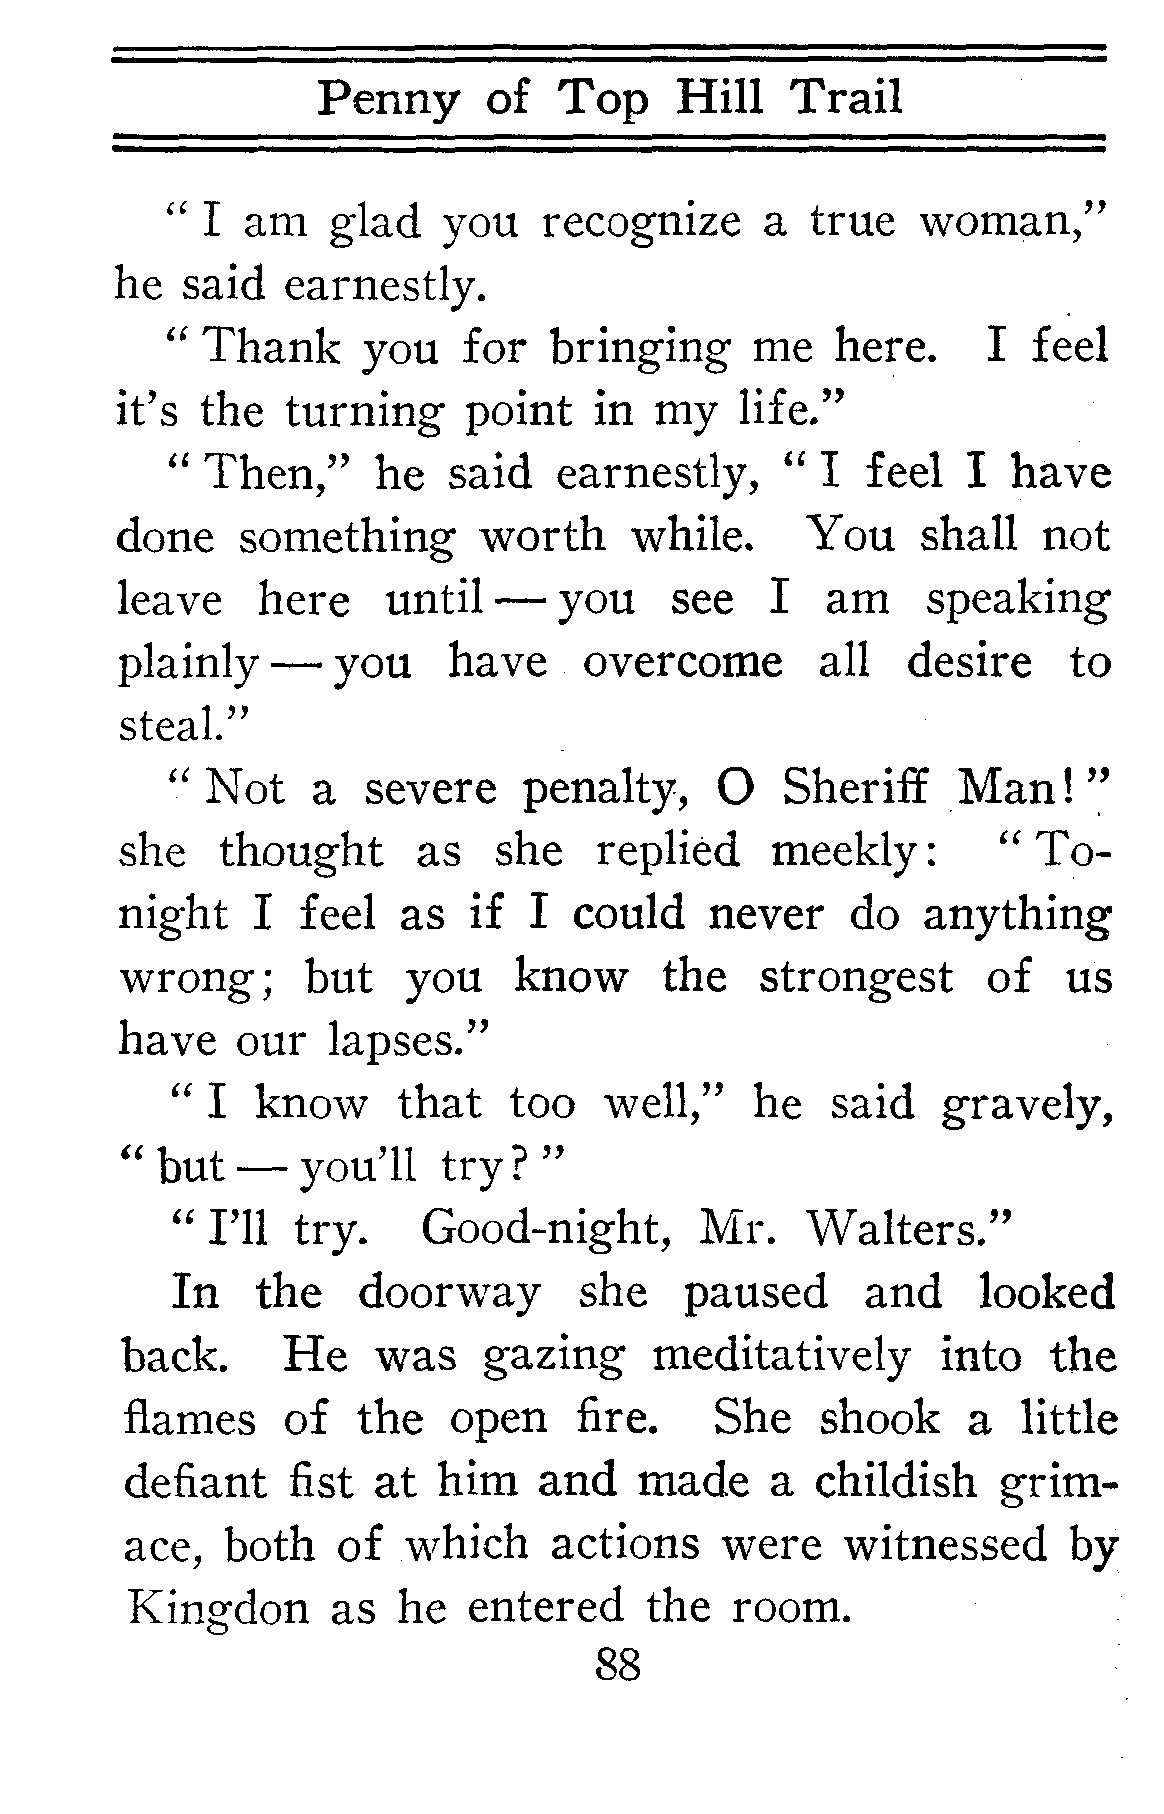 Penny of Top Hill Trail
“ I am glad you recognize a true woman,”
he said earnestly.
“ Thank you for bringing me here. I feel
it’s the turning point in my life.”
“ Then,” he said earnestly, “ I feel I have
done something worth while. You shall not
leave here until — you see I am speaking
plainly — you have overcome all desire to
steal.”
“ Not a severe penalty, O Sheriff Man! ”
she thought as she replied meekly: “ To-
night I feel as if I could never do anything
wrong; but you know the strongest of us
have our lapses.”
“ I know that too well,” he said gravely,
“ but — you’ll try? ”
“ I’ll try. Good-night, Mr. Walters.”
In the doorway she paused and looked
back. He was gazing meditatively into the
flames of the open fire. She shook a little
defiant fist at him and made a childish grim-
ace, both of which actions were witnessed by
Kingdon as he entered the room.
88